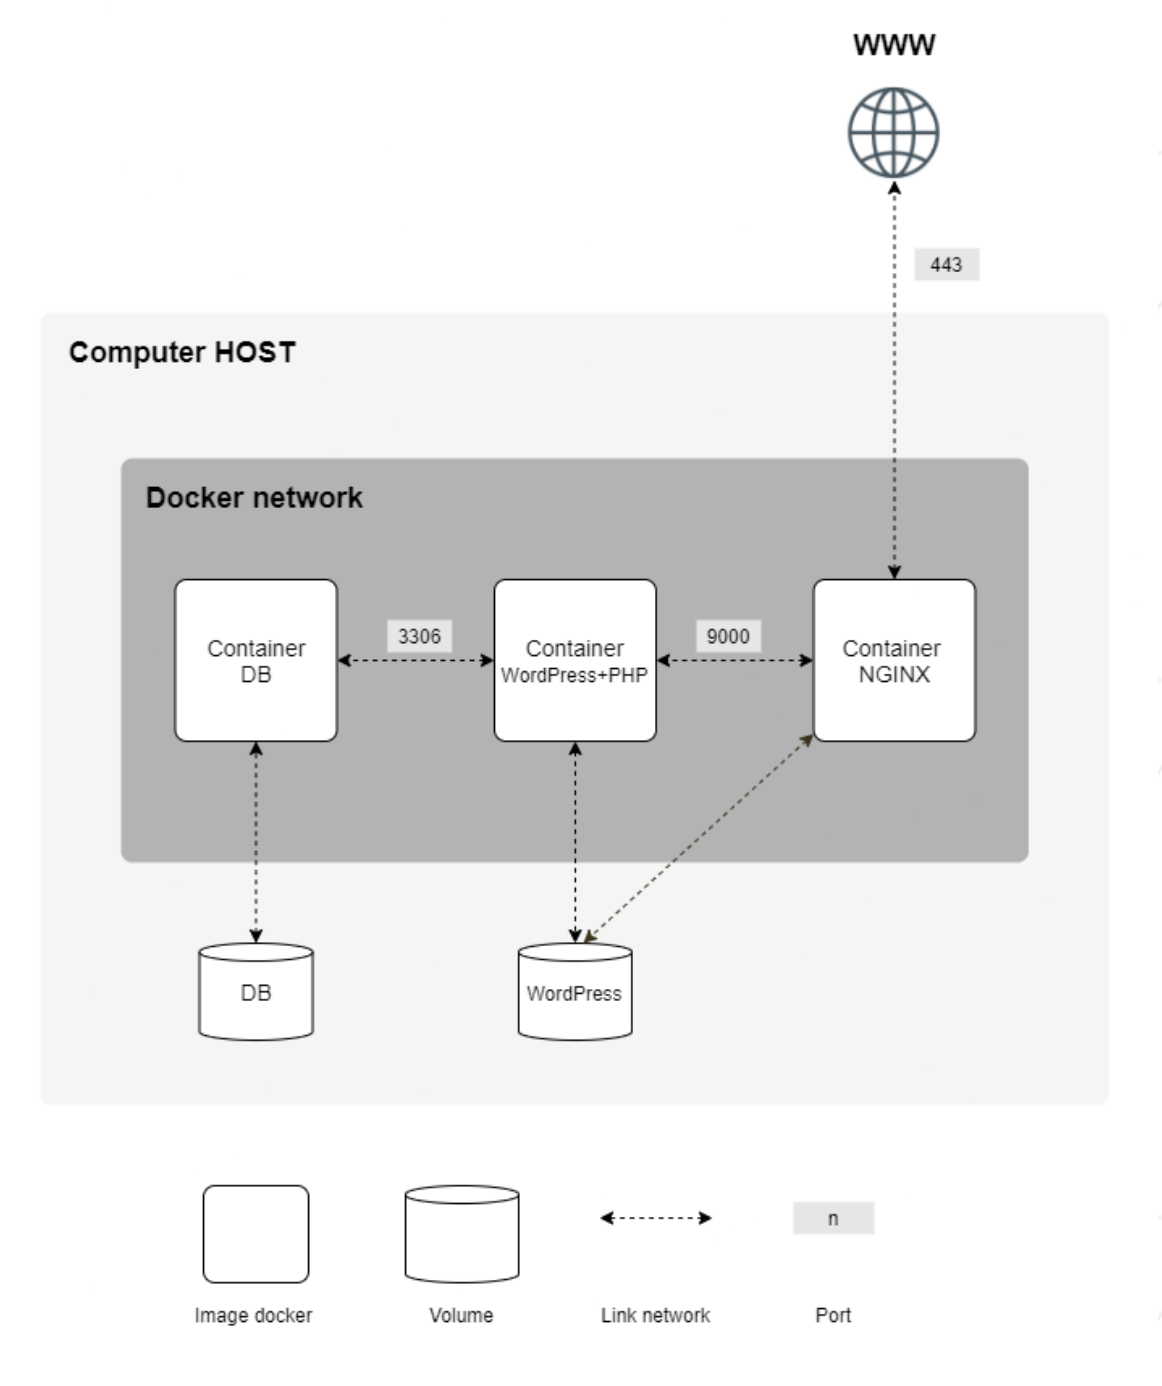 WWW
443
Computer HOST
Docker network
3306
9000
Container
DB
Container
WordPress+PHP
Container
NGINX
DB
WordPress
n
Image docker
Volume
Link network
Port